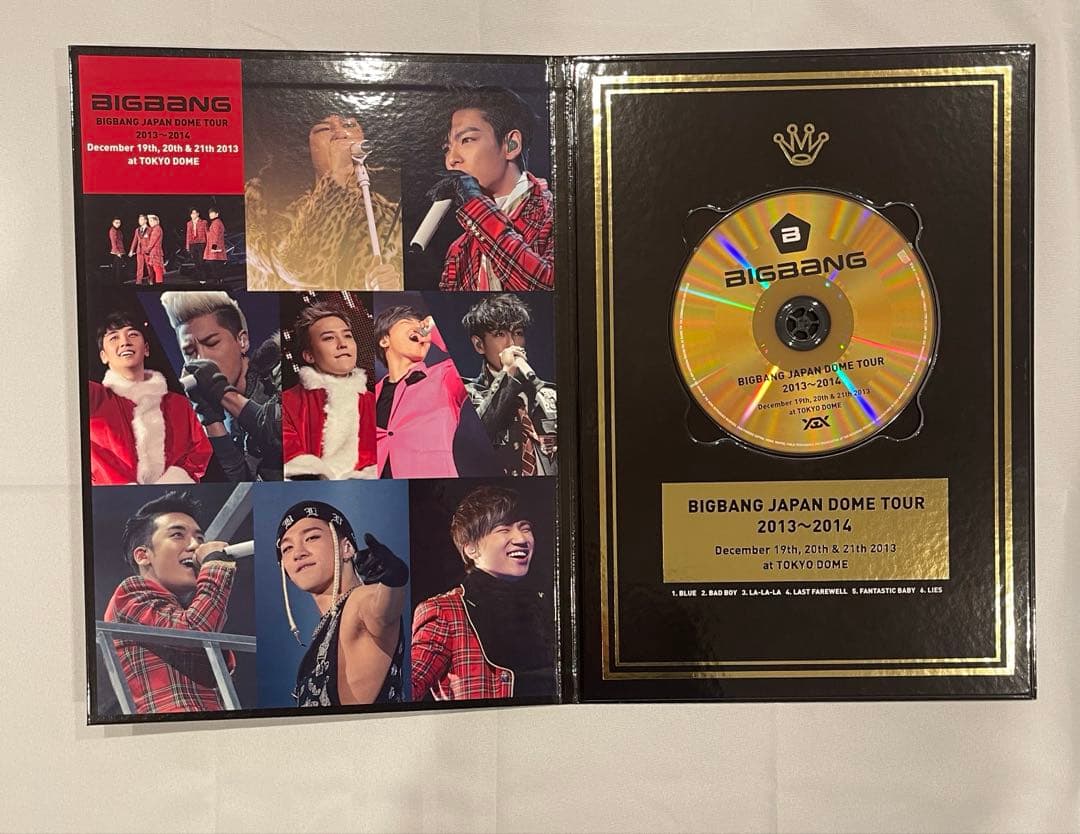 BIGBANG
BIGBANG JAPAN DOME TOUR
2013~2014
December 19th, 20th & 21th 2013
at TOKYO DOME
B
BIGBANG
BIGBANG JAPAN DOME TOUR
2013~2014
December 19th, 20th & 21th 2013
at TOKYO DOME
YGEX
BIGBANG JAPAN DOME TOUR
2013~2014
December 19th, 20th & 21th 2013
at TOKYO DOME
1. BLUE 2. BAD BOY 3. LA-LA-LA 4. LAST FAREWELL 5. FANTASTIC BABY 6. LIES